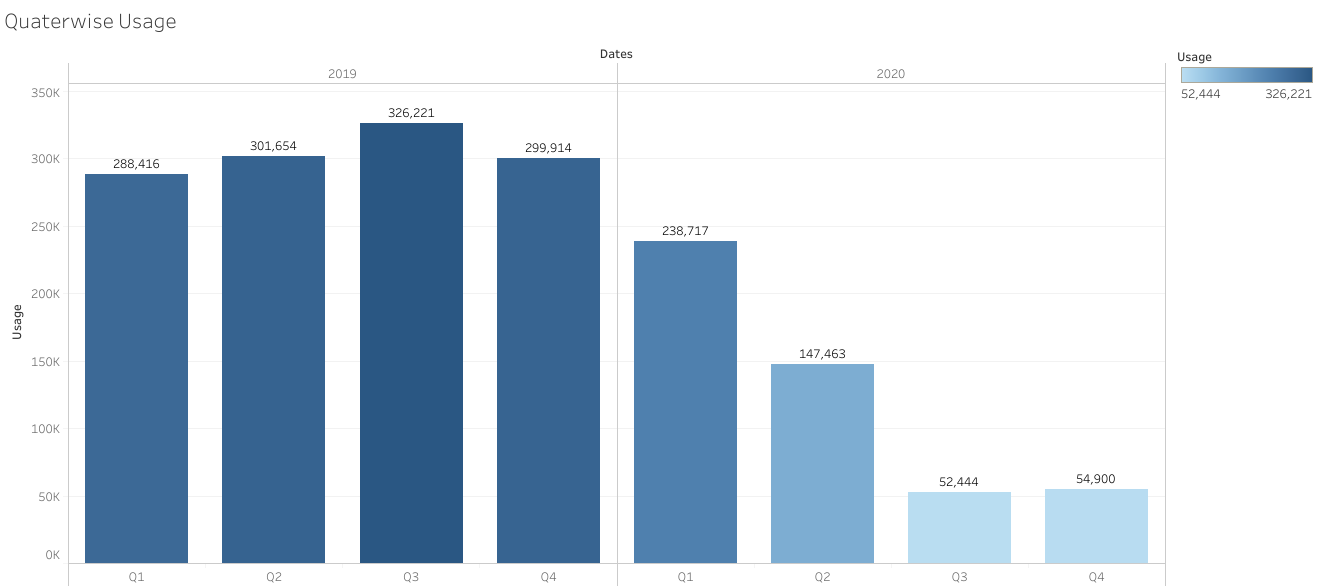 Quaterwise Usage
Dates
2019 2020
Usage
52,444 326,221
350K
300K
250K
200K
150K
100K
50K
0K
Usage
288,416
301,654
326,221
299,914
238,717
147,463
52,444
54,900
Q1 Q2 Q3 Q4 Q1 Q2 Q3 Q4